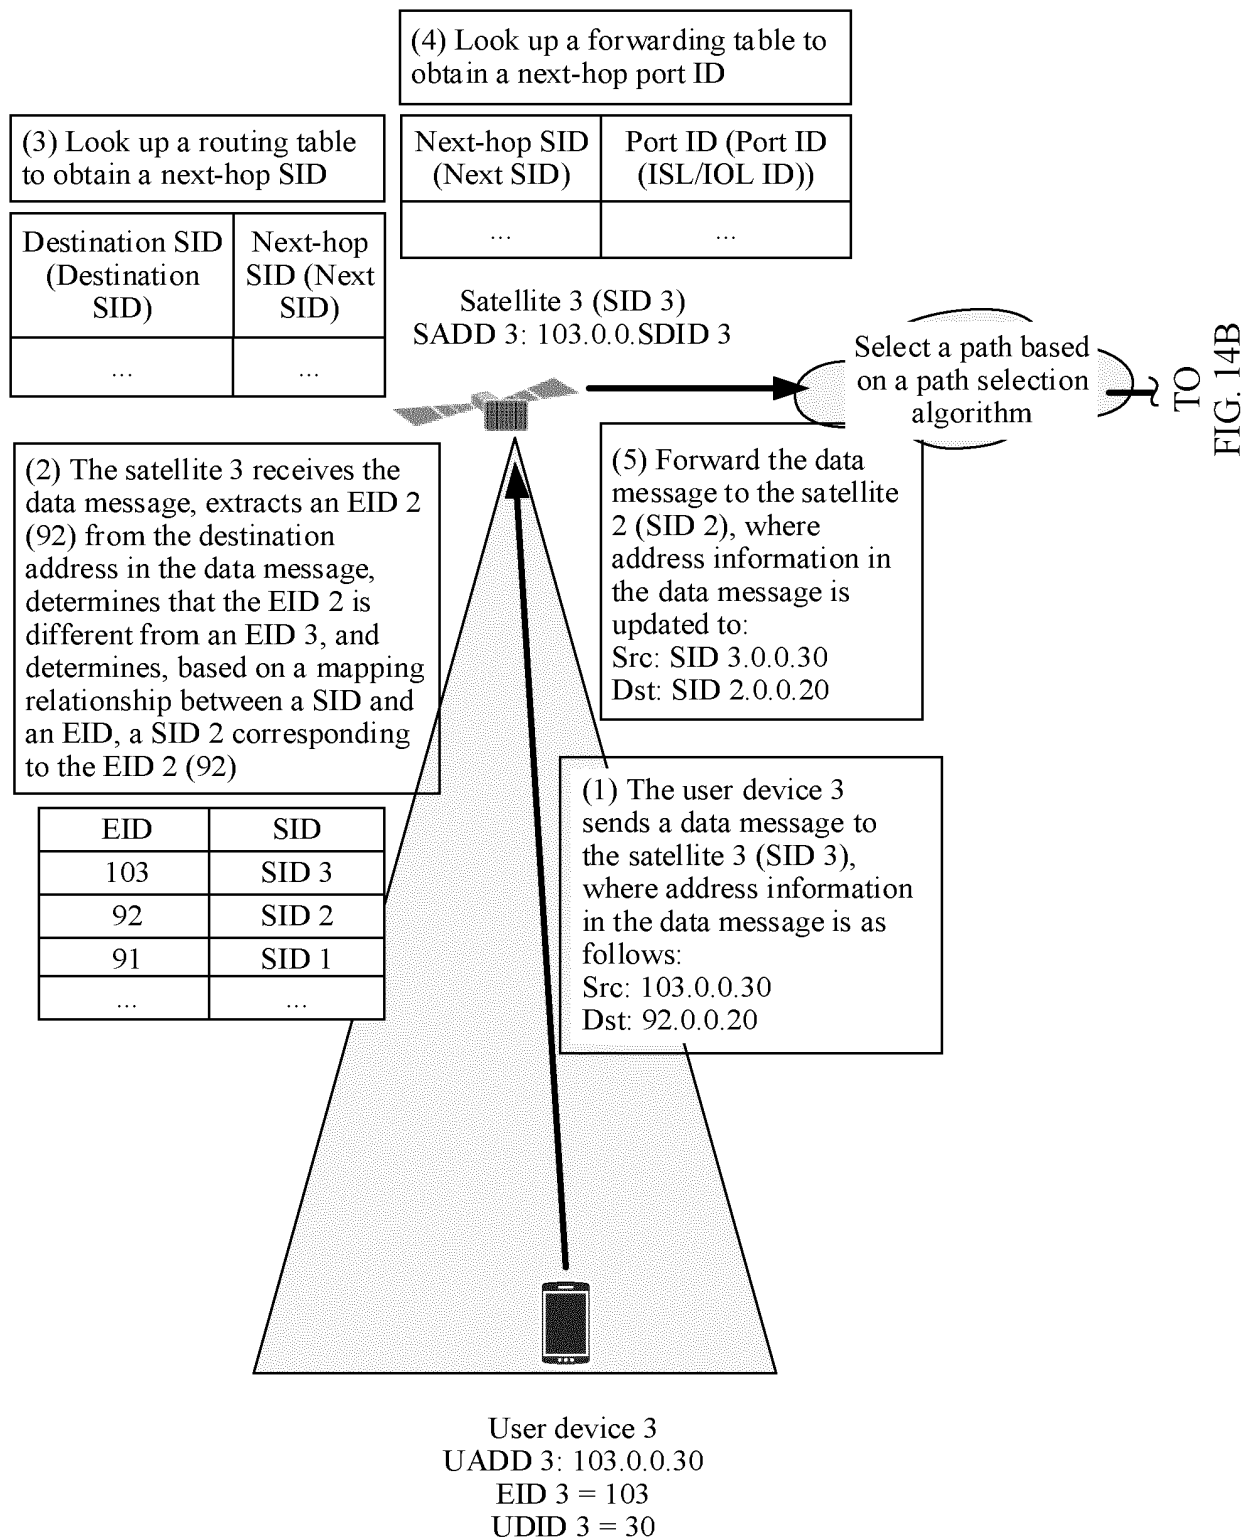 (4) Look up a forwarding table to
obtain a next-hop port ID
Next-hop SID
(Next SID)
Port ID (Port ID
(ISL/IOL ID))
...
...
(3) Look up a routing table
to obtain a next-hop SID
Destination SID
(Destination
SID)
Next-hop
SID (Next
SID)
...
...
Satellite 3 (SID 3)
SADD 3: 103.0.0.SDID 3
Select a path based
on a path selection
algorithm
TO
FIG. 14B
(2) The satellite 3 receives the
data message, extracts an EID 2
(92) from the destination
address in the data message,
determines that the EID 2 is
different from an EID 3, and
determines, based on a mapping
relationship between a SID and
an EID, a SID 2 corresponding
to the EID 2 (92)
(5) Forward the data
message to the satellite
2 (SID 2), where
address information in
the data message is
updated to:
Src: SID 3.0.0.30
Dst: SID 2.0.0.20
EID SID
103 SID 3
92 SID 2
91 SID 1
... ...
(1) The user device 3
sends a data message to
the satellite 3 (SID 3),
where address information
in the data message is as
follows:
Src: 103.0.0.30
Dst: 92.0.0.20
User device 3
UADD 3: 103.0.0.30
EID 3 = 103
UDID 3 = 30